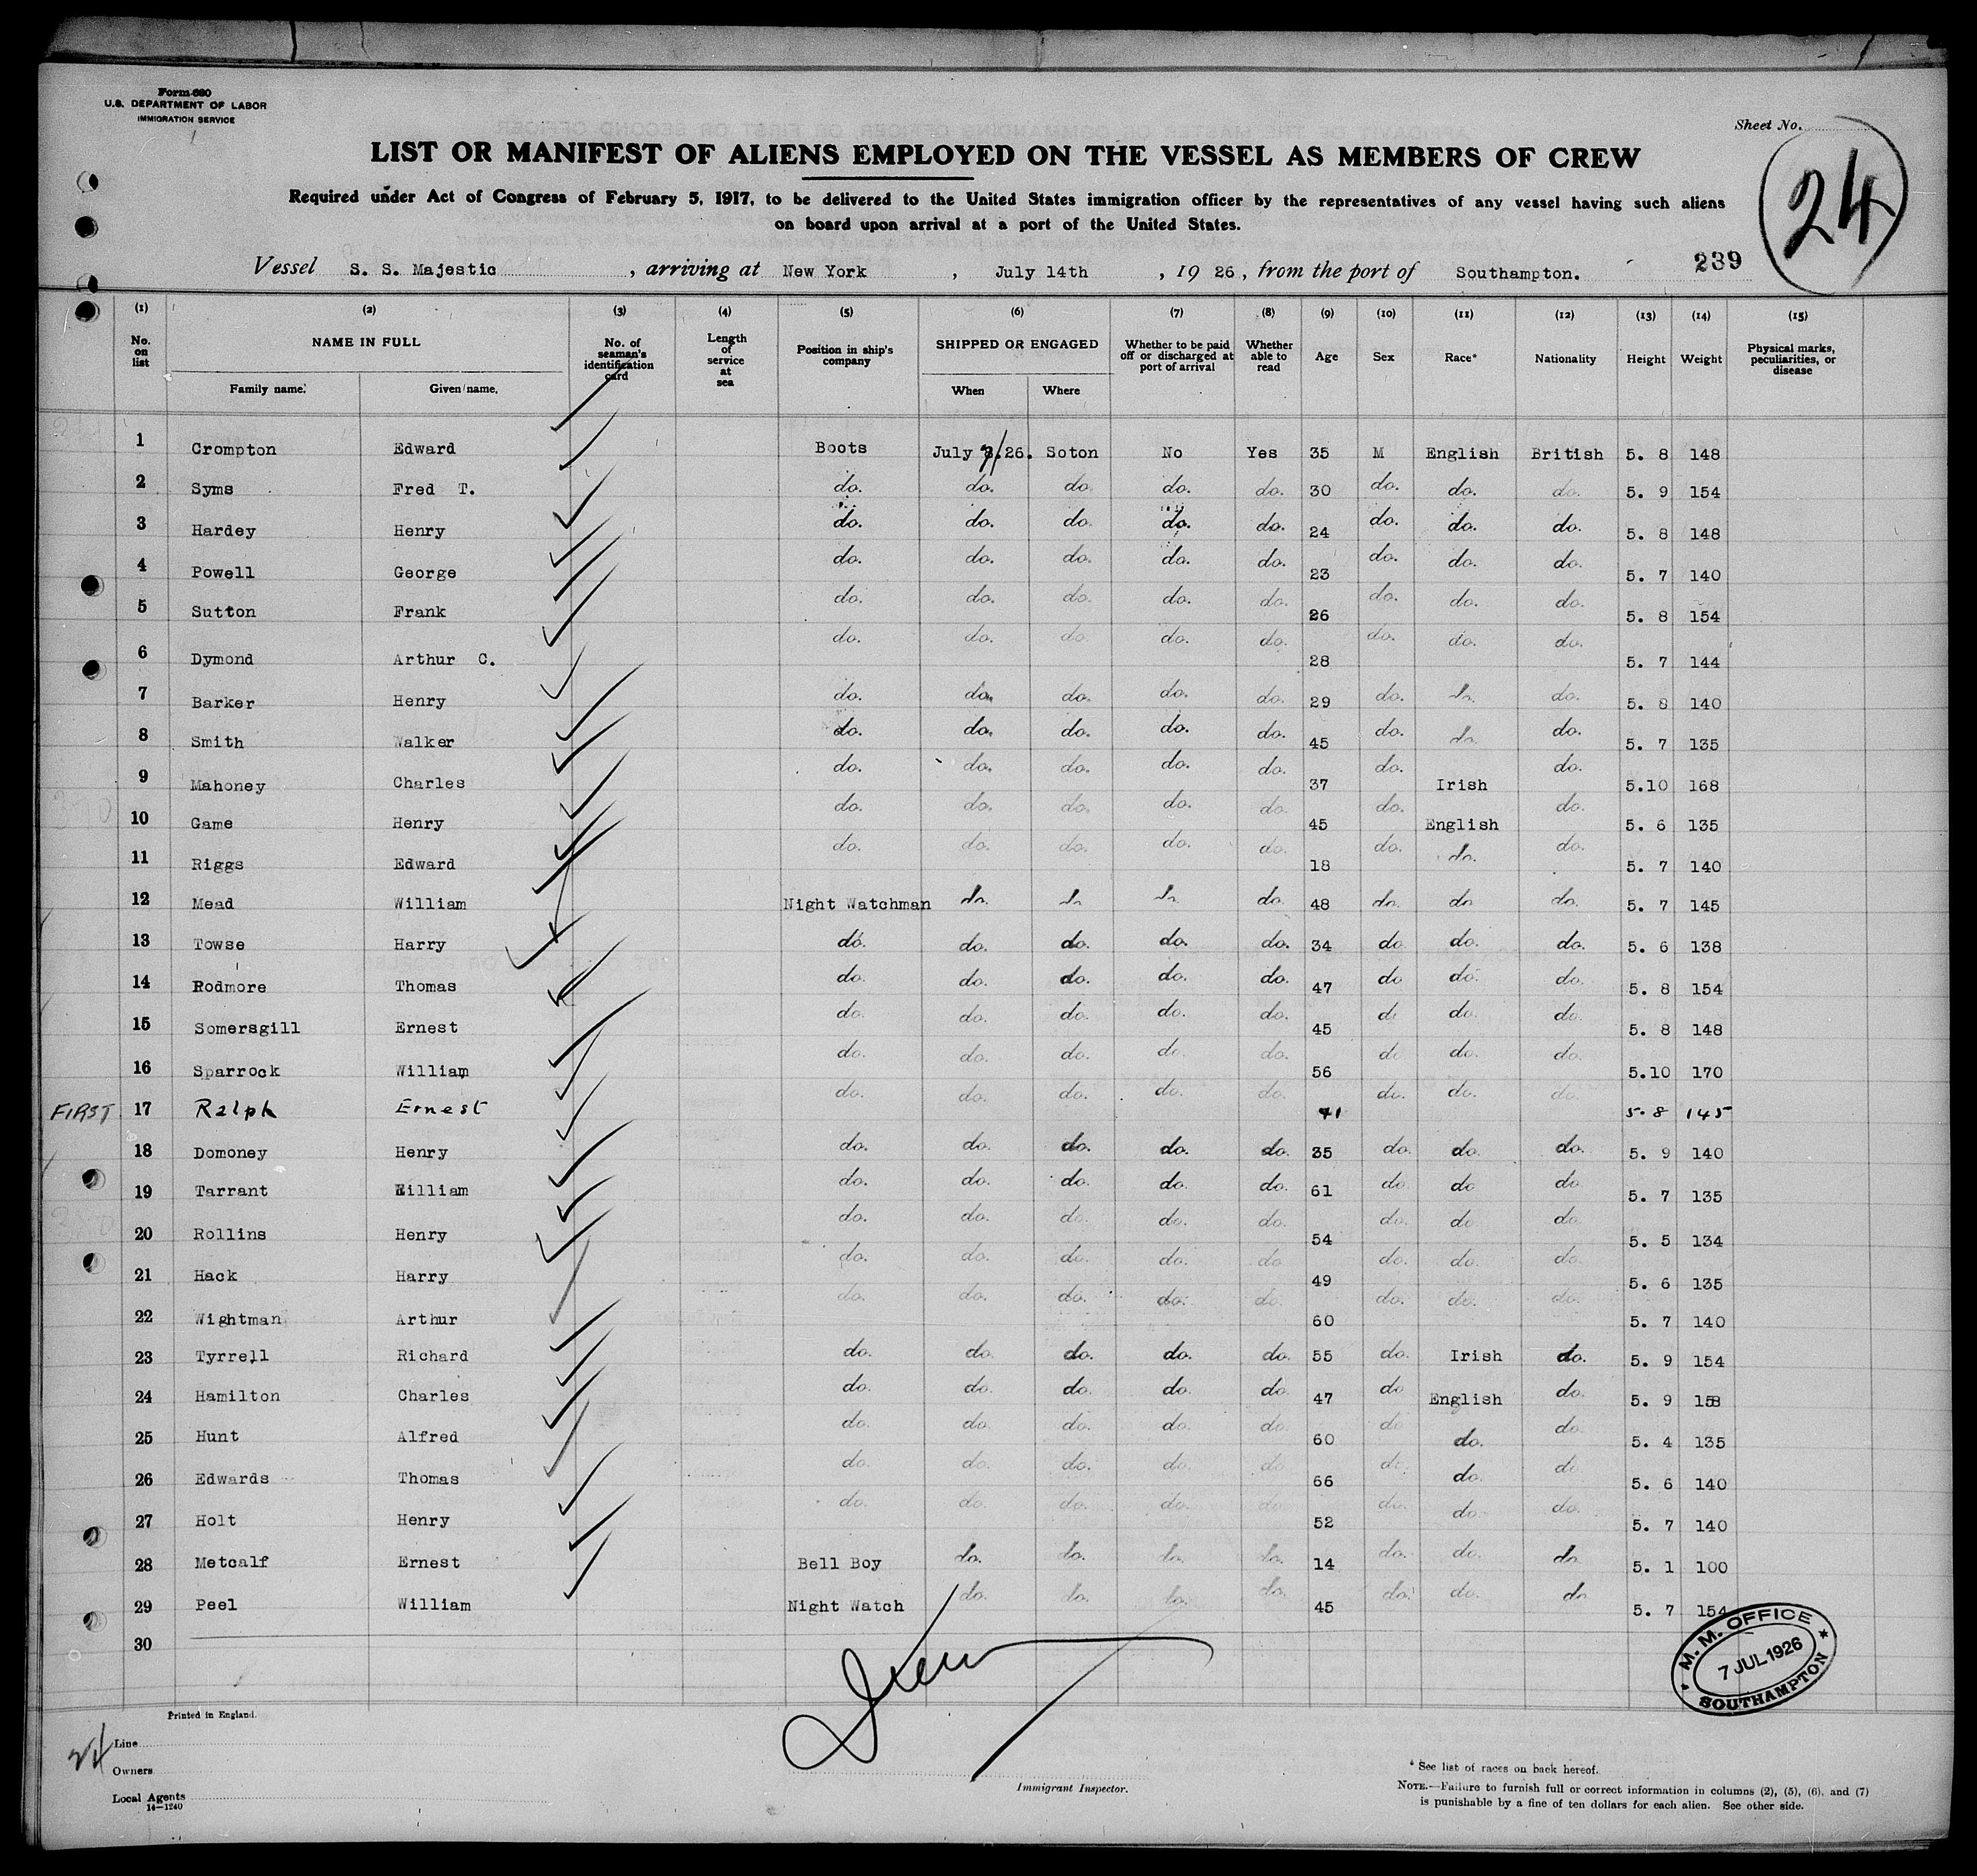 Form 680
U.S. DEPARTMENT OF LABOR
IMMIGRATION SERVICE
Sheet No.
24
LIST OR MANIFEST OF ALIENS EMPLOYED ON THE VESSEL AS MEMBERS OF CREW
Required under Act of Congress of February 5, 1917, to be delivered to the United States immigration officer by the representatives of any vessel having such aliens
on board upon arrival at a port of the United States.
239
Vessel S. S. Majestic, arriving at New York, July 14th, 1926, from the port of Southampton.
(1) (2) (3) (4) (5) (6) (7) (8) (9) (10) (11) (12) (13) (14) (15)
No. on list NAME IN FULL Family name. Given name. No. of seaman's identification card Length of service at sea Position in ship's company SHIPPED OR ENGAGED When Where Whether to be paid off or discharged at port of arrival Whether able to read Age Sex Race* Nationality Height Weight Physical marks, peculiarities, or disease
1 Crompton Edward Boots July 26. Soton No Yes 35 M English British 5. 8 148
2 Syms Fred T. do. do. do. do. do. 30 do. do. do. 5. 9 154
3 Hardey Henry do. do. do. do. do. 24 do. do. do. 5. 8 148
4 Powell George do. do. do. do. do. 23 do. do. do. 5. 7 140
5 Sutton Frank do. do. do. do. do. 26 do. do. do. 5. 8 154
6 Dymond Arthur C. do. do. do. do. do. 28 do. do. do. 5. 7 144
7 Barker Henry do. do. do. do. do. 29 do. do. do. 5. 8 140
8 Smith Walker do. do. do. do. do. 45 do. do. do. 5. 7 135
9 Mahoney Charles do. do. do. do. do. 37 do. Irish do. 5.10 168
10 Game Henry do. do. do. do. do. 45 do. English do. 5. 6 135
11 Riggs Edward do. do. do. do. do. 18 do. do. do. 5. 7 140
12 Mead William Night Watchman do. do. do. do. 48 do. do do. 5. 7 145
13 Towse Harry do. do. do. do. do. 34 do do. do. 5. 6 138
14 Rodmore Thomas do. do. do. do. do. 47 do do. do. 5. 8 154
15 Somersgill Ernest do. do. do. do. do. 45 do do. do. 5. 8 148
16 Sparrock William do. do. do. do. do. 56 do do. do. 5.10 170
FIRST 17 Ralph Ernest do. do. do. do. do. 41 do. do. do. 5. 8 145
18 Domoney Henry do. do. do. do. do. 35 do. do. do. 5. 9 140
19 Tarrant William do. do. do. do. do. 61 do do do 5. 7 135
20 Rollins Henry do. do. do. do. do. 54 do. do do 5. 5 134
21 Hack Harry do. do. do. do. do 49 do. do. do. 5. 6 135
22 Wightman Arthur do. do. do. do. do. 60 do. do. do. 5. 7 140
23 Tyrrell Richard do. do. do. do. do. 55 do. Irish do. 5. 9 154
24 Hamilton Charles do. do. do. do. do. 47 do English do. 5. 9 158
25 Hunt Alfred do. do. do. do. do. 60 do do. do. 5. 4 135
26 Edwards Thomas do. do. do. do. do. 66 do. do. do 5. 6 140
27 Holt Henry do. do. do. do. do. 52 do. do. do. 5. 7 140
28 Metcalf Ernest Bell Boy do. do. do. do. 14 do. do. do 5. 1 100
29 Peel William Night Watch do. do. do. do. 45 do. do. do 5. 7 154
30
M. M. OFFICE
7 JUL 1926
SOUTHAMPTON
Printed in England.
24
Line
Owners
Local Agents
14—1240
Immigrant Inspector.
* See list of races on back hereof.
NOTE.—Failure to furnish full or correct information in columns (2), (5), (6), and (7)
is punishable by a fine of ten dollars for each alien. See other side.